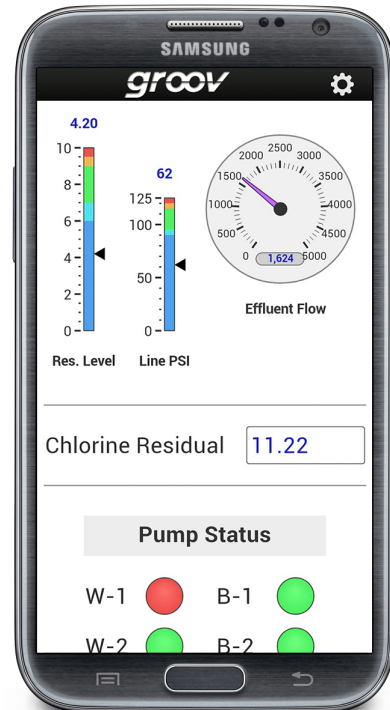 SAMSUNG
groov
4.20
10
8
6
4
2
0
Res. Level
62
125
100
50
0
Line PSI
0
500
1000
1500
2000
2500
3000
3500
4000
4500
5000
1,624
Effluent Flow
Chlorine Residual 11.22
Pump Status
W-1 B-1
W-2 B-2